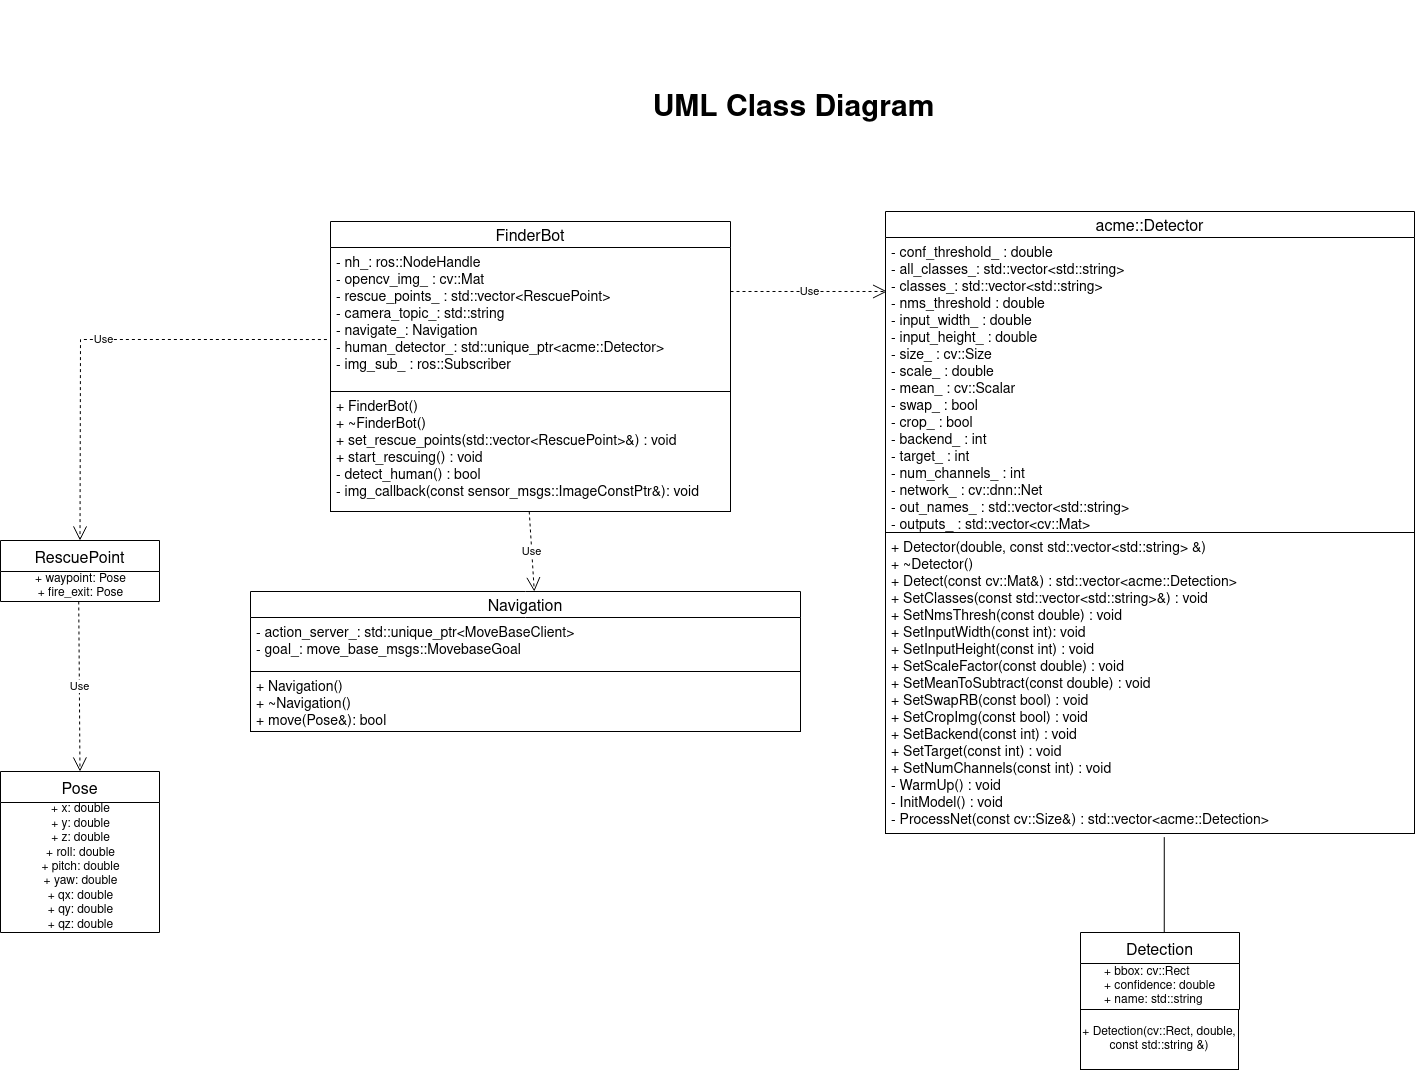 UML Class Diagram
FinderBot
- nh_: ros::NodeHandle
- opencv_img_ : cv::Mat
- rescue_points_ : std::vector<RescuePoint>
- camera_topic_: std::string
- navigate_: Navigation
- human_detector_: std::unique_ptr<acme::Detector>
- img_sub_ : ros::Subscriber
+ FinderBot()
+ ~FinderBot()
+ set_rescue_points(std::vector<RescuePoint>&) : void
+ start_rescuing() : void
- detect_human() : bool
- img_callback(const sensor_msgs::ImageConstPtr&): void
Use
acme::Detector
- conf_threshold_ : double
- all_classes_: std::vector<std::string>
- classes_: std::vector<std::string>
- nms_threshold : double
- input_width_ : double
- input_height_ : double
- size_ : cv::Size
- scale_ : double
- mean_ : cv::Scalar
- swap_ : bool
- crop_ : bool
- backend_ : int
- target_ : int
- num_channels_ : int
- network_ : cv::dnn::Net
- out_names_ : std::vector<std::string>
- outputs_ : std::vector<cv::Mat>
+ Detector(double, const std::vector<std::string> &)
+ ~Detector()
+ Detect(const cv::Mat&) : std::vector<acme::Detection>
+ SetClasses(const std::vector<std::string>&) : void
+ SetNmsThresh(const double) : void
+ SetInputWidth(const int): void
+ SetInputHeight(const int) : void
+ SetScaleFactor(const double) : void
+ SetMeanToSubtract(const double) : void
+ SetSwapRB(const bool) : void
+ SetCropImg(const bool) : void
+ SetBackend(const int) : void
+ SetTarget(const int) : void
+ SetNumChannels(const int) : void
- WarmUp() : void
- InitModel() : void
- ProcessNet(const cv::Size&) : std::vector<acme::Detection>
Use
RescuePoint
+ waypoint: Pose
+ fire_exit: Pose
Use
Navigation
- action_server_: std::unique_ptr<MoveBaseClient>
- goal_: move_base_msgs::MovebaseGoal
+ Navigation()
+ ~Navigation()
+ move(Pose&): bool
Use
Pose
+ x: double
+ y: double
+ z: double
+ roll: double
+ pitch: double
+ yaw: double
+ qx: double
+ qy: double
+ qz: double
Detection
+ bbox: cv::Rect
+ confidence: double
+ name: std::string
+ Detection(cv::Rect, double,
const std::string &)